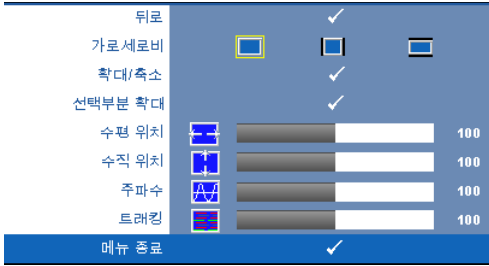 뒤로
가로세로비
확대/축소
선택부분 확대
수평 위치 100
수직 위치 100
주파수 100
트래킹 100
메뉴 종료